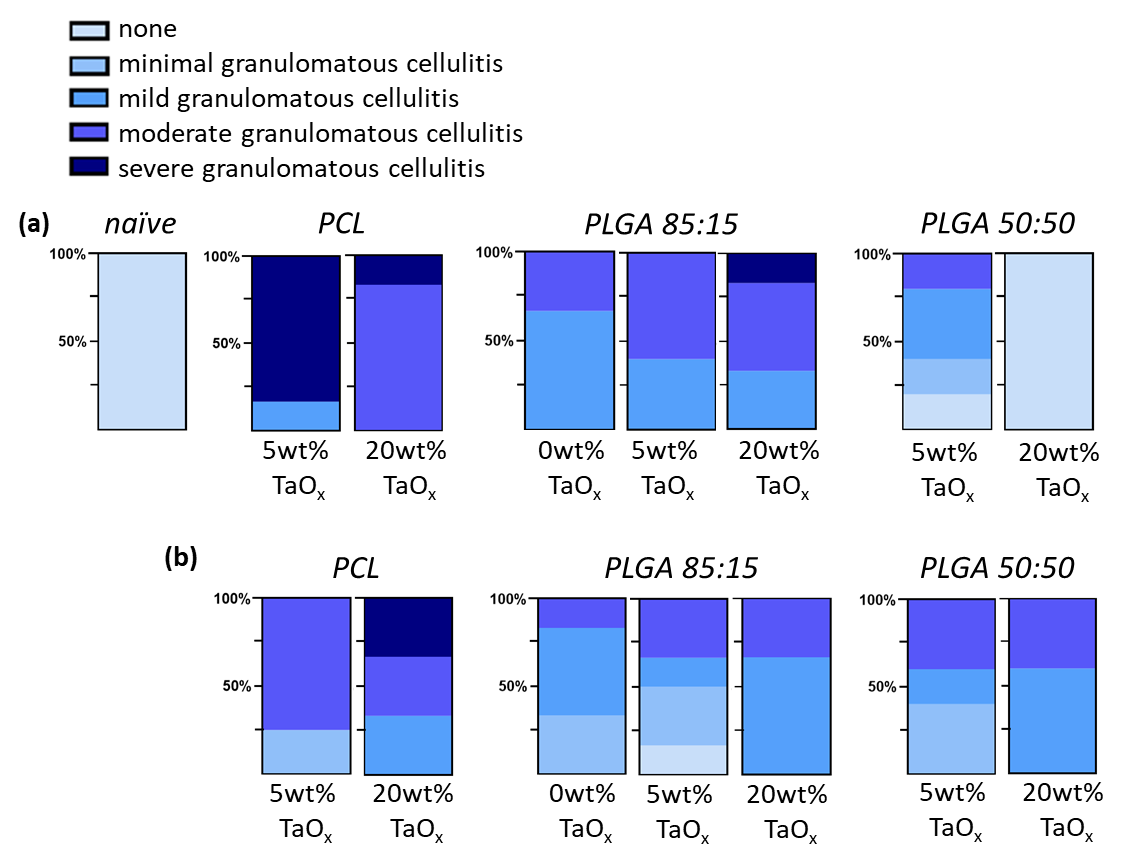 none
minimal granulomatous cellulitis
mild granulomatous cellulitis
moderate granulomatous cellulitis
severe granulomatous cellulitis
(a) naïve PCL PLGA 85:15 PLGA 50:50
100% 100% 100% 100%
50% 50% 50% 50%
5wt% 20wt% 0wt% 5wt% 20wt% 5wt% 20wt%
TaOx TaOx TaOx TaOx TaOx TaOx TaOx
(b) PCL PLGA 85:15 PLGA 50:50
100% 100% 100%
50% 50% 50%
5wt% 20wt% 0wt% 5wt% 20wt% 5wt% 20wt%
TaOx TaOx TaOx TaOx TaOx TaOx TaOx